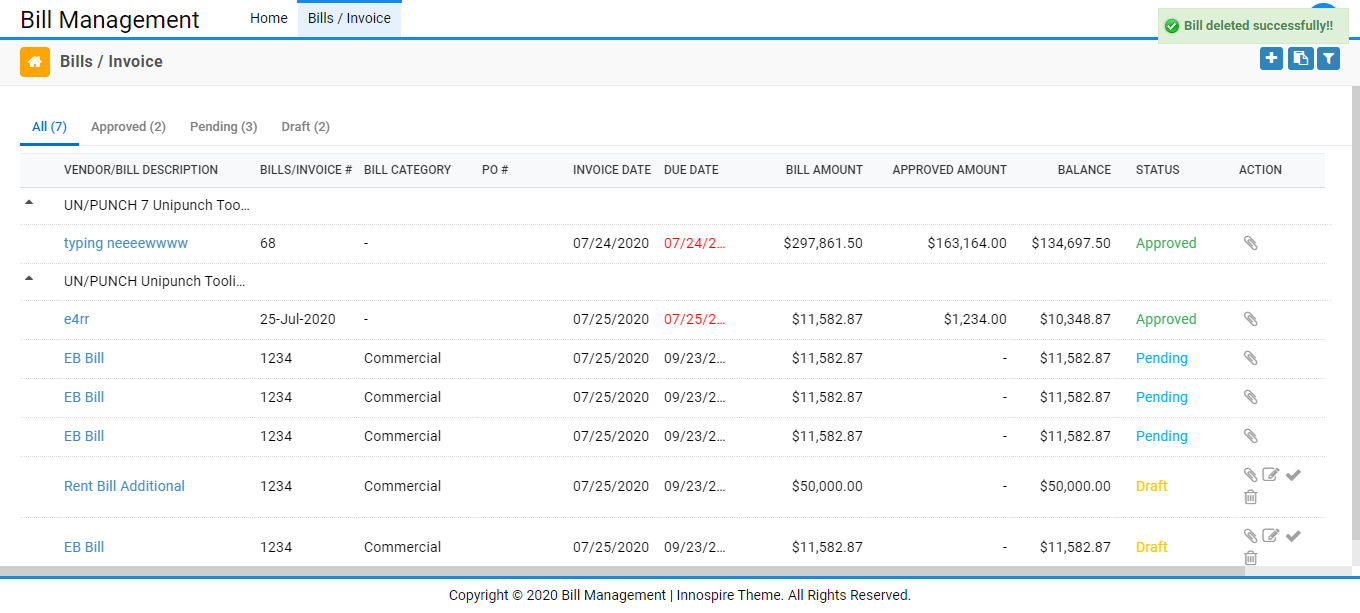 Bill Management Home Bills / Invoice Bill deleted successfully!!
Bills / Invoice
All (7) Approved (2) Pending (3) Draft (2)
VENDOR/BILL DESCRIPTION BILLS/INVOICE # BILL CATEGORY PO # INVOICE DATE DUE DATE BILL AMOUNT APPROVED AMOUNT BALANCE STATUS ACTION
UN/PUNCH 7 Unipunch Too...
typing neeeewwww 68 - 07/24/2020 07/24/2... $297,861.50 $163,164.00 $134,697.50 Approved
UN/PUNCH Unipunch Tooli...
e4rr 25-Jul-2020 - 07/25/2020 07/25/2... $11,582.87 $1,234.00 $10,348.87 Approved
EB Bill 1234 Commercial 07/25/2020 09/23/2... $11,582.87 - $11,582.87 Pending
EB Bill 1234 Commercial 07/25/2020 09/23/2... $11,582.87 - $11,582.87 Pending
EB Bill 1234 Commercial 07/25/2020 09/23/2... $11,582.87 - $11,582.87 Pending
Rent Bill Additional 1234 Commercial 07/25/2020 09/23/2... $50,000.00 - $50,000.00 Draft
EB Bill 1234 Commercial 07/25/2020 09/23/2... $11,582.87 - $11,582.87 Draft
Copyright © 2020 Bill Management | Innospire Theme. All Rights Reserved.